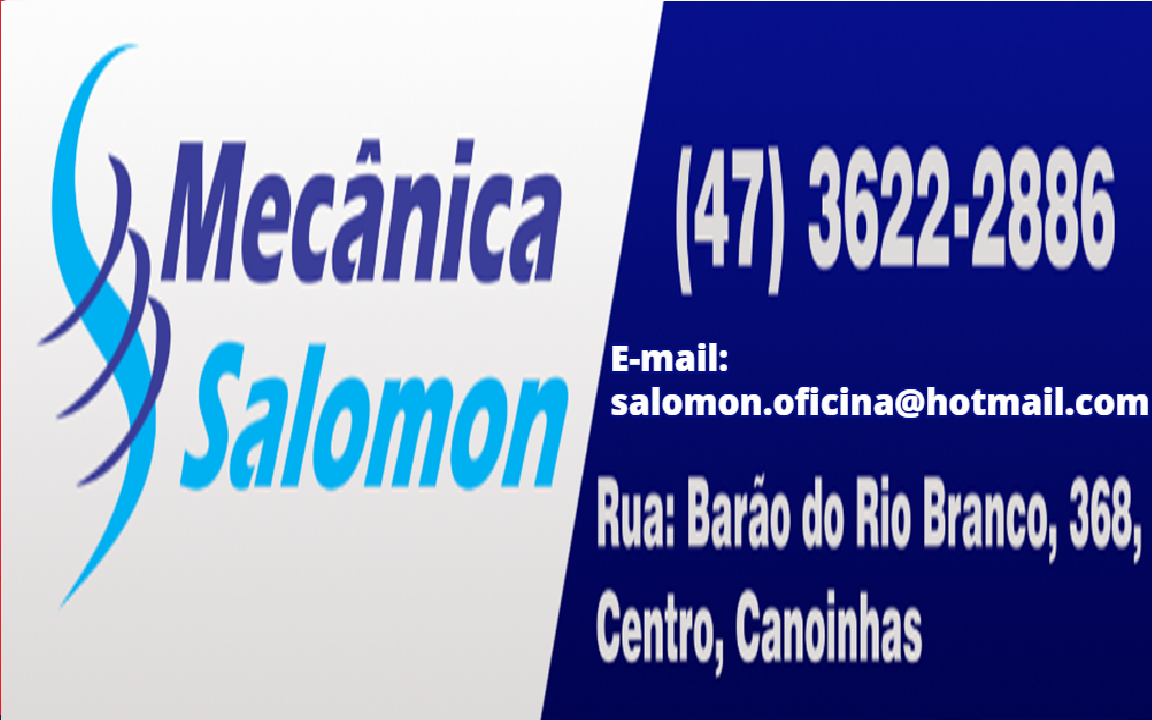 Mecânica
Salomon
(47) 3622-2886
E-mail:
salomon.oficina@hotmail.com
Rua: Barão do Rio Branco, 368,
Centro, Canoinhas